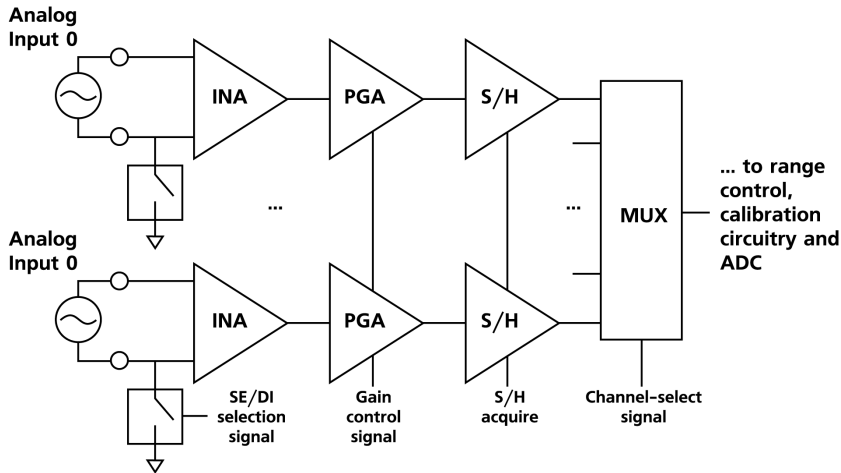 Analog
Input 0
INA
PGA
S/H
MUX
... to range
control,
calibration
circuitry and
ADC
...
...
Analog
Input 0
INA
PGA
S/H
SE/DI
selection
signal
Gain
control
signal
S/H
acquire
Channel-select
signal